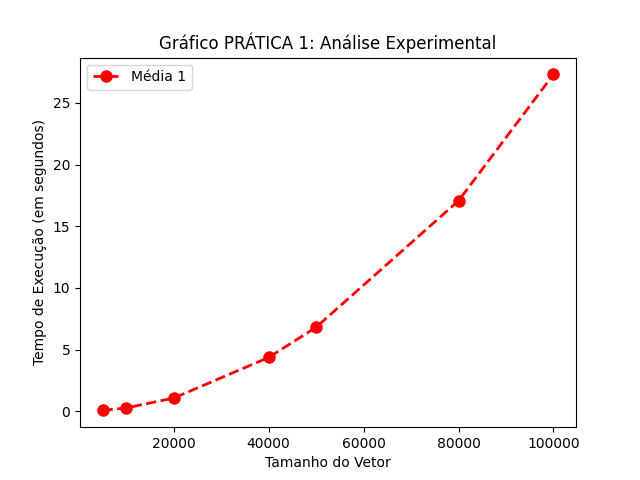 Gráfico PRÁTICA 1: Análise Experimental
Média 1
Tempo de Execução (em segundos)
25
20
15
10
5
0
20000 40000 60000 80000 100000
Tamanho do Vetor